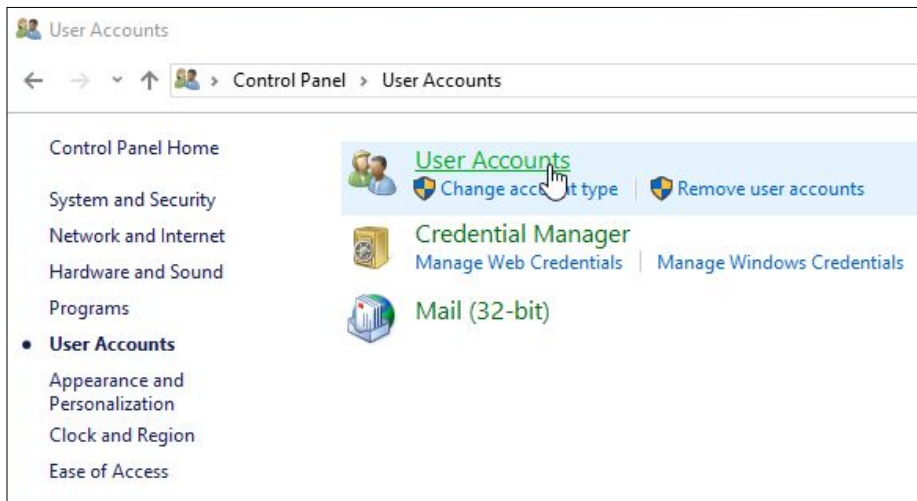 User Accounts
Control Panel > User Accounts
Control Panel Home
System and Security
Network and Internet
Hardware and Sound
Programs
User Accounts
Appearance and
Personalization
Clock and Region
Ease of Access
User Accounts
Change account type Remove user accounts
Credential Manager
Manage Web Credentials Manage Windows Credentials
Mail (32-bit)